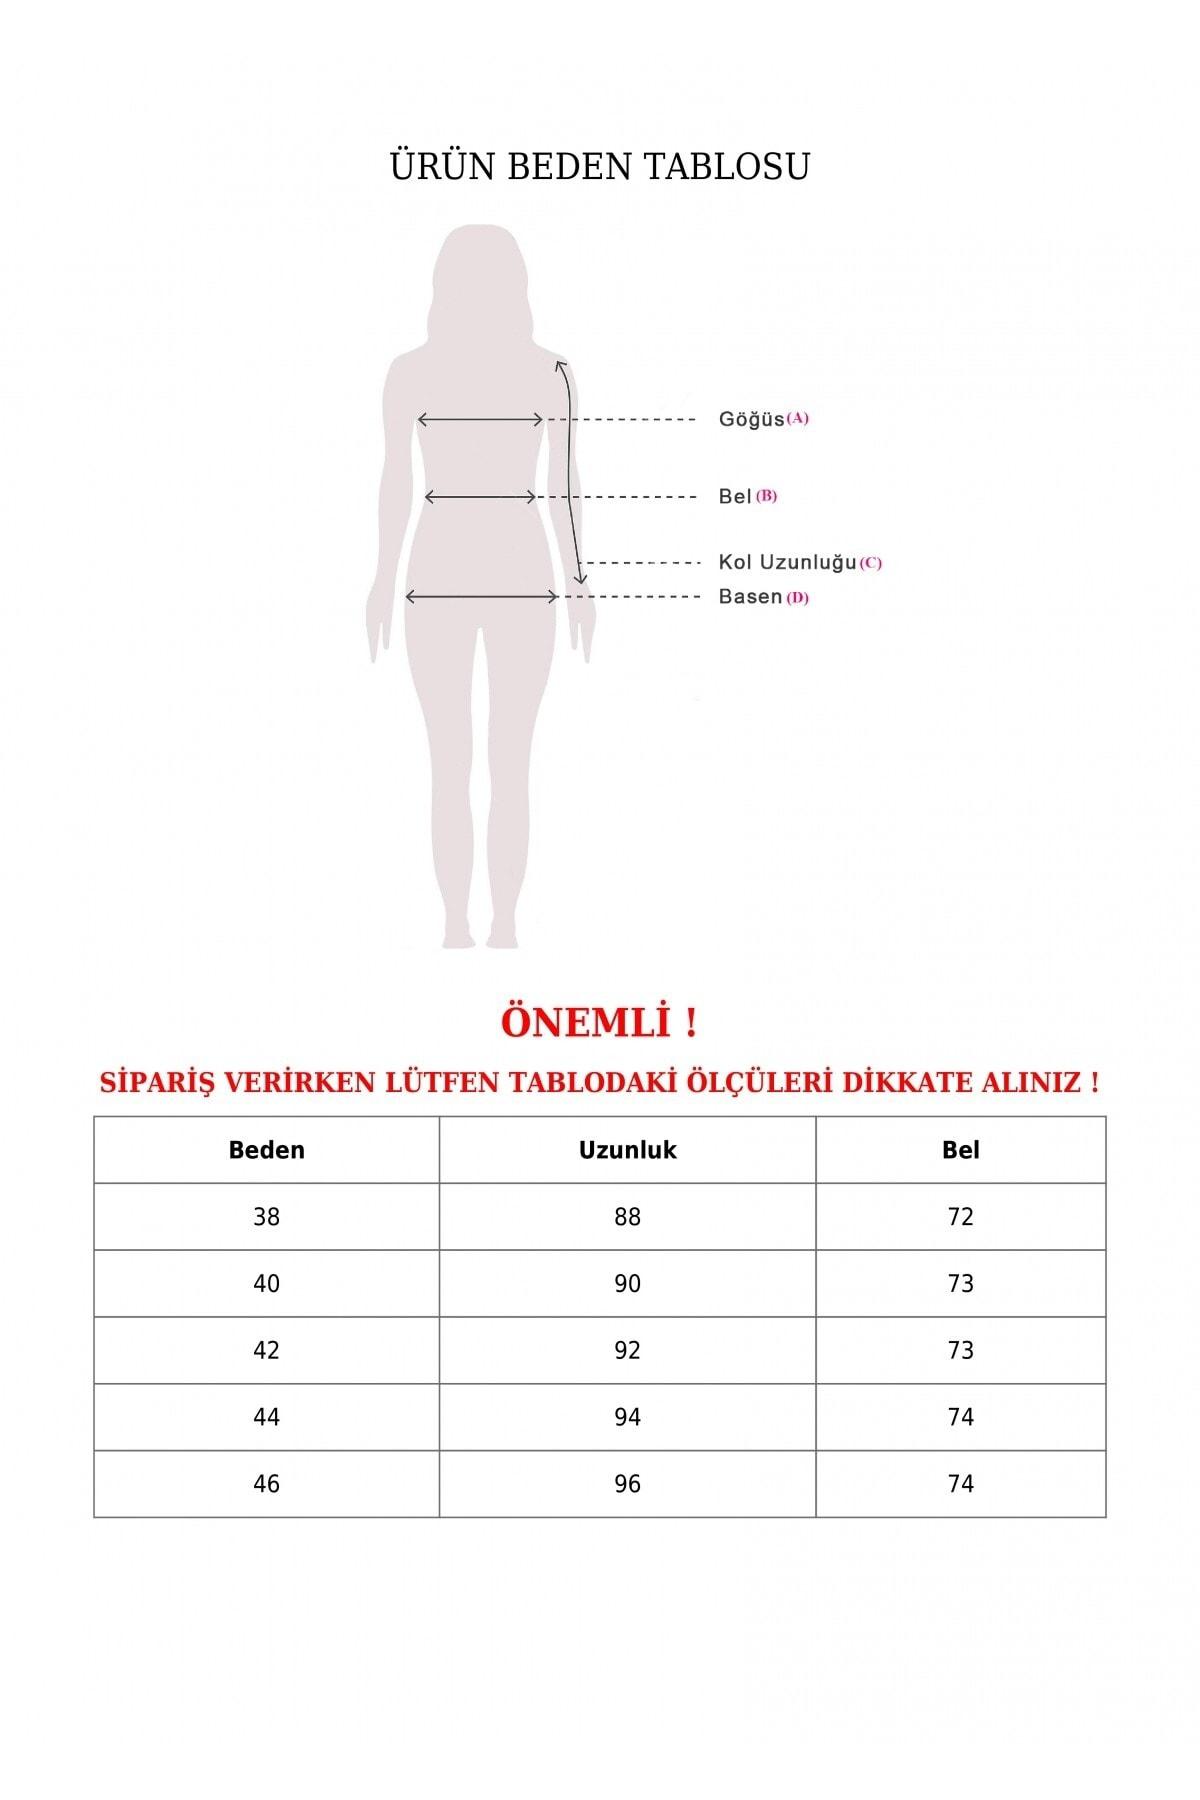 ÜRÜN BEDEN TABLOSU
Göğüs(A)
Bel (B)
Kol Uzunluğu(C)
Basen (D)
ÖNEMLİ !
SİPARİŞ VERİRKEN LÜTFEN TABLODAKİ ÖLÇÜLERİ DİKKATE ALINIZ !
Beden Uzunluk Bel
38 88 72
40 90 73
42 92 73
44 94 74
46 96 74